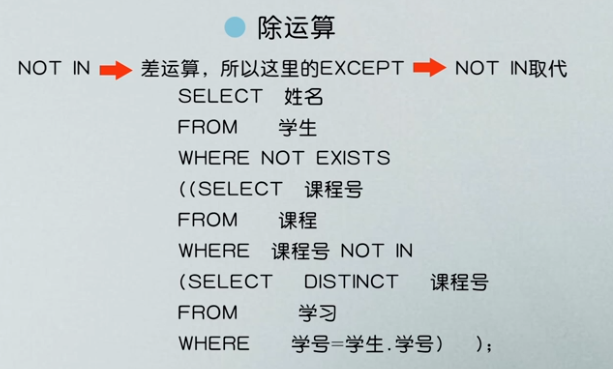 除运算
NOT IN 差运算，所以这里的EXCEPT NOT IN取代
SELECT 姓名
FROM 学生
WHERE NOT EXISTS
((SELECT 课程号
FROM 课程
WHERE 课程号 NOT IN
(SELECT DISTINCT 课程号
FROM 学习
WHERE 学号=学生.学号) );